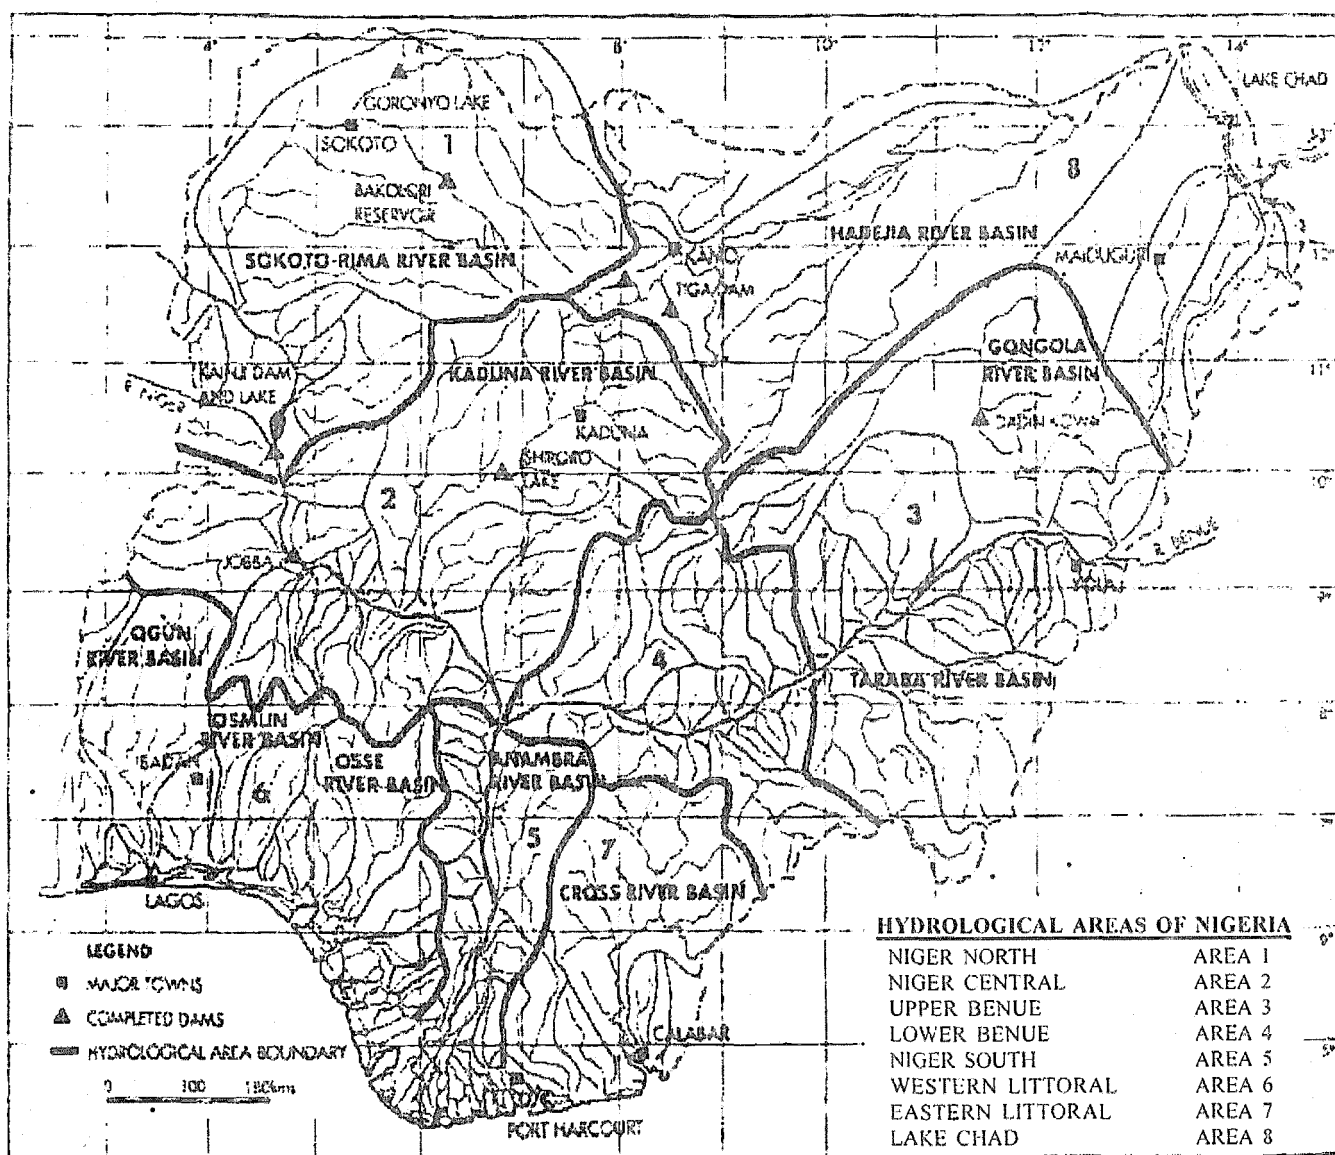 8°
10°
12°
14°
LAKE CHAD
GORONYO LAKE
SOKOTO
1
8
BAKOLORI
RESERVOIR
HADEJIA RIVER BASIN
KANO
MAIDUGURI
SOKOTO-RIMA RIVER BASIN
TIGA DAM
GONGOLA
RIVER BASIN
11°
KAINJI DAM
AND LAKE
KADUNA RIVER BASIN
R. NIGER
KADUNA
DADIN KOWA
SHIRORO
LAKE
10°
2
3
R. BENUE
JEBBA
YOLA
OGUN
RIVER BASIN
4
TARABA RIVER BASIN
OSMUN
RIVER BASIN
IBADAN
OSSE
RIVER BASIN
ANAMBRA
RIVER BASIN
6
5
7
CROSS RIVER BASIN
LAGOS
LEGEND
MAJOR TOWNS
COMPLETED DAMS
HYDROLOGICAL AREA BOUNDARY
0 100 180kms
CALABAR
PORT HARCOURT
HYDROLOGICAL AREAS OF NIGERIA
NIGER NORTH AREA 1
NIGER CENTRAL AREA 2
UPPER BENUE AREA 3
LOWER BENUE AREA 4
NIGER SOUTH AREA 5
WESTERN LITTORAL AREA 6
EASTERN LITTORAL AREA 7
LAKE CHAD AREA 8